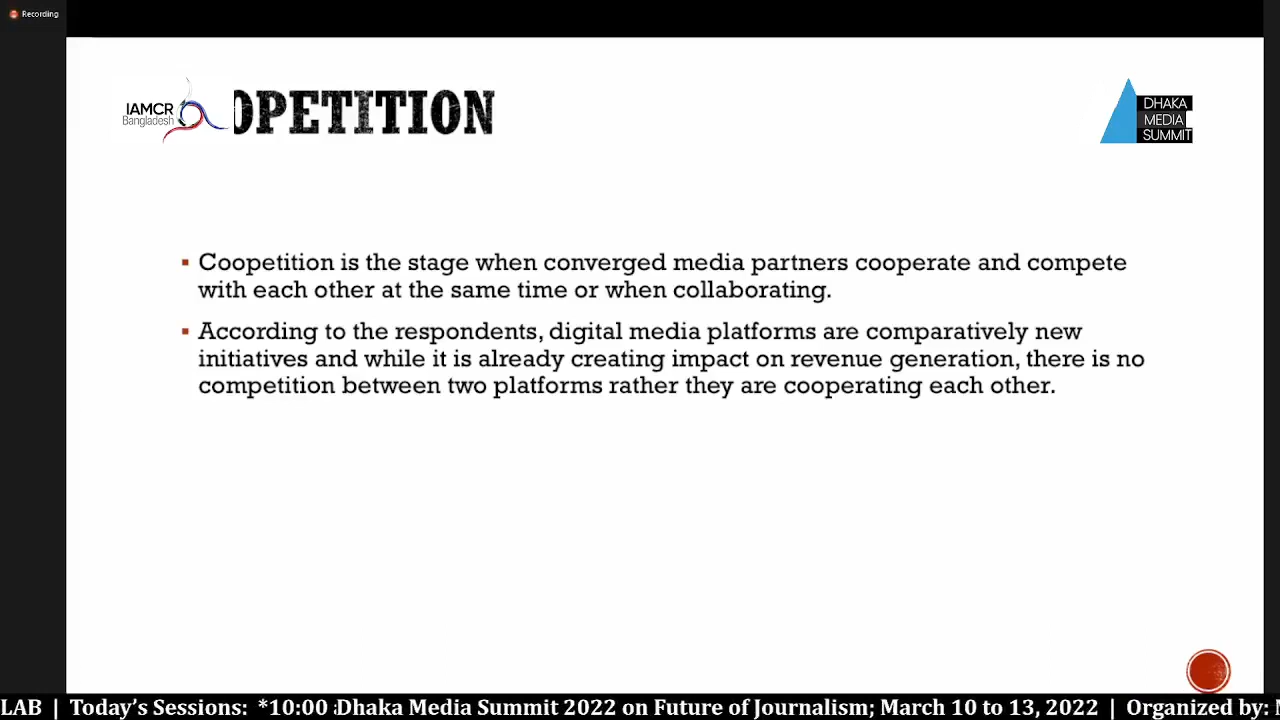 Recording
IAMCR
Bangladesh
OPETITION
DHAKA
MEDIA
SUMMIT
▪ Coopetition is the stage when converged media partners cooperate and compete
with each other at the same time or when collaborating.
▪ According to the respondents, digital media platforms are comparatively new
initiatives and while it is already creating impact on revenue generation, there is no
competition between two platforms rather they are cooperating each other.
LAB | Today’s Sessions: *10:00 Dhaka Media Summit 2022 on Future of Journalism; March 10 to 13, 2022 | Organized by: